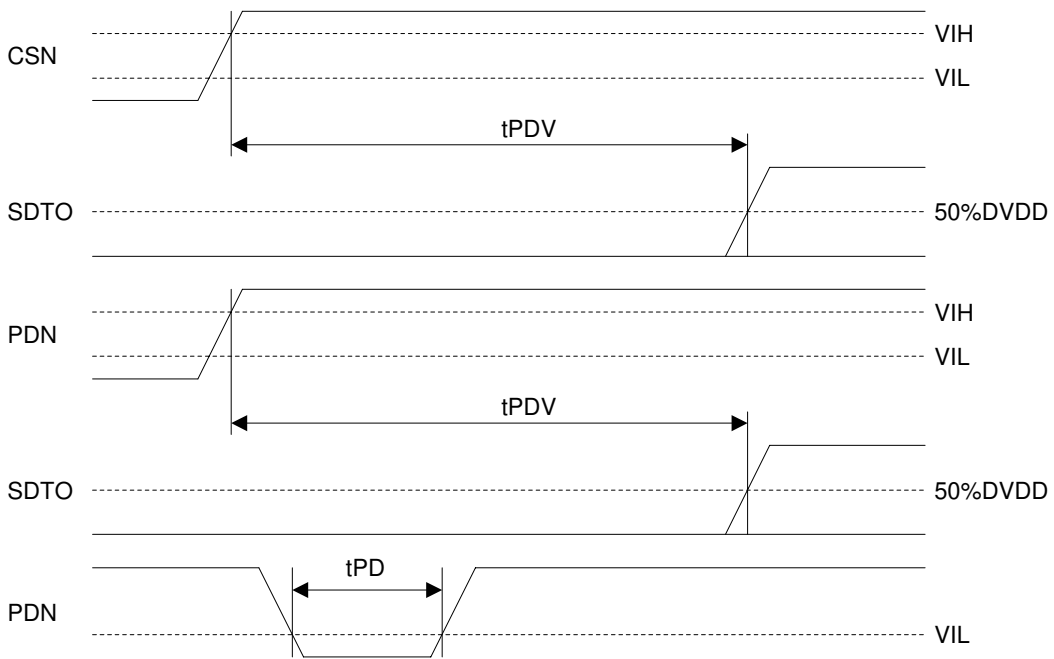 CSN
VIH
VIL
tPDV
SDTO
50%DVDD
PDN
VIH
VIL
tPDV
SDTO
50%DVDD
tPD
PDN
VIL